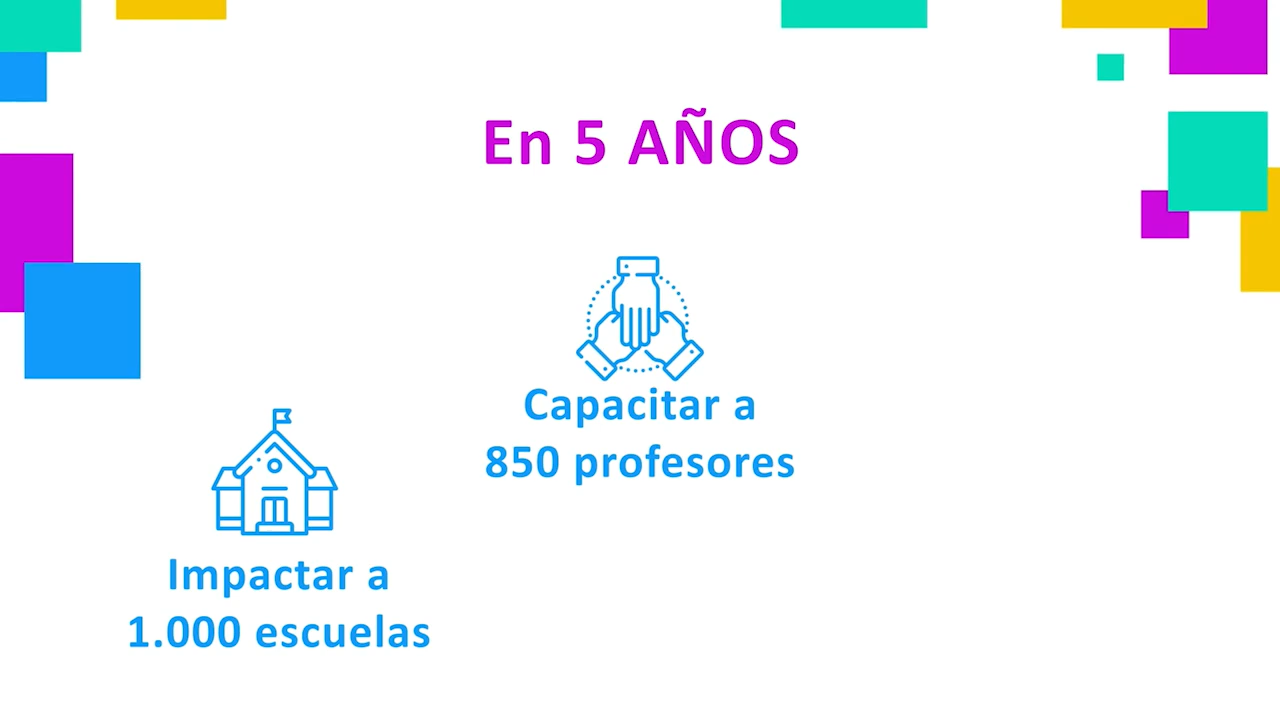 En 5 AÑOS
Capacitar a
850 profesores
Impactar a
1.000 escuelas